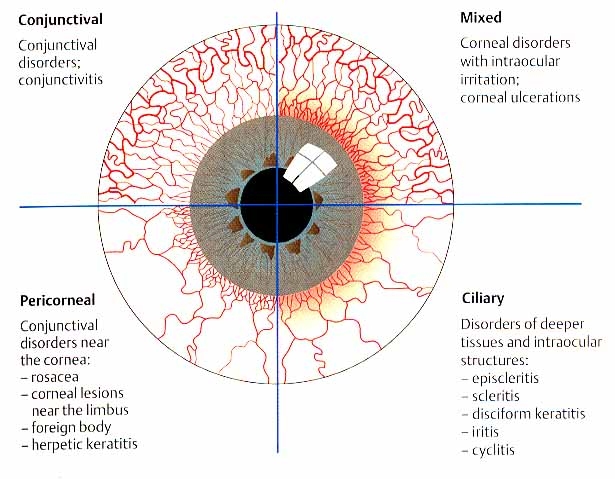 Conjunctival
Conjunctival
disorders;
conjunctivitis
Mixed
Corneal disorders
with intraocular
irritation;
corneal ulcerations
Pericorneal
Conjunctival
disorders near
the cornea:
– rosacea
– corneal lesions
near the limbus
– foreign body
– herpetic keratitis
Ciliary
Disorders of deeper
tissues and intraocular
structures:
– episcleritis
– scleritis
– disciform keratitis
– iritis
– cyclitis